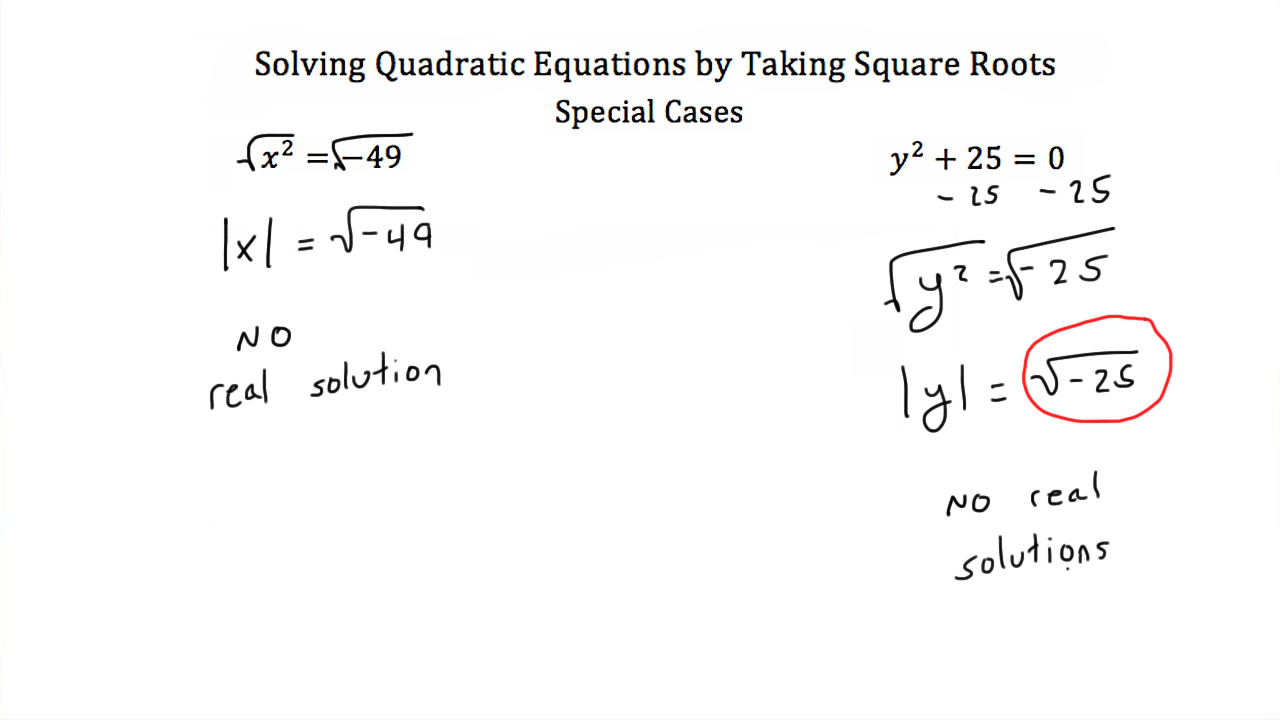 Solving Quadratic Equations by Taking Square Roots
Special Cases
√x² = √−49
|x| = √−49
NO
real solution
y² + 25 = 0
− 25 − 25
√y² = √−25
|y| = √−25
NO real
solutions